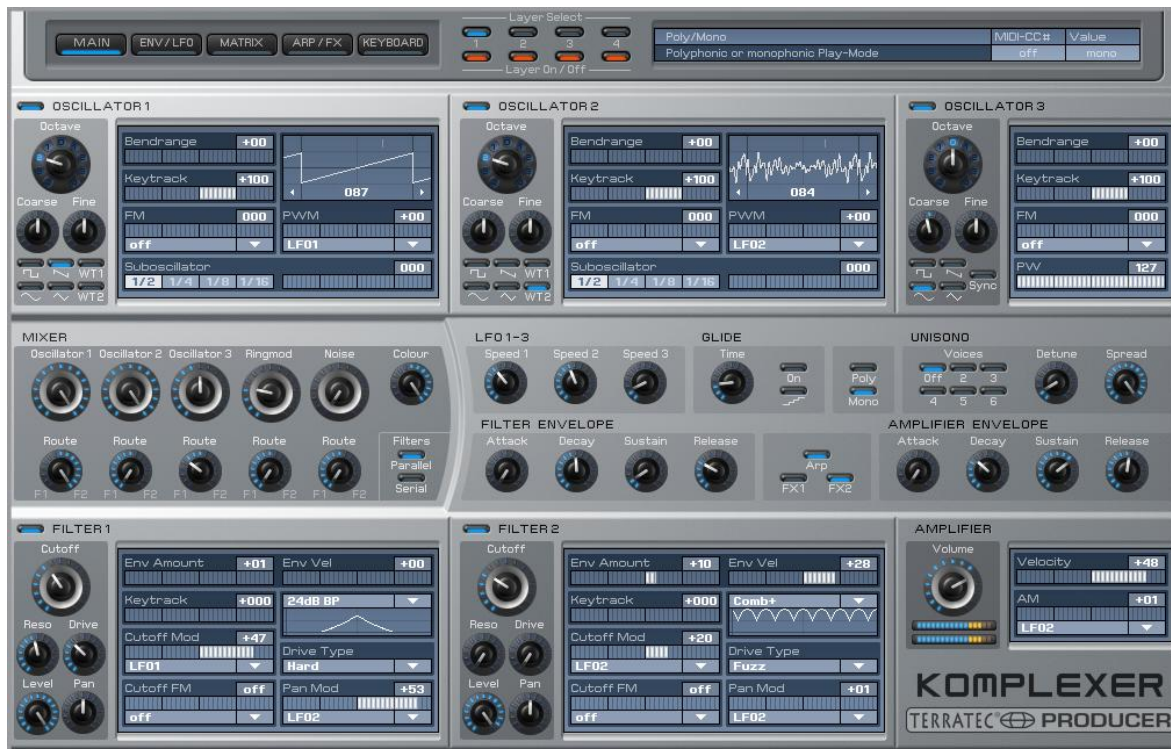 Layer Select
MAIN ENV/LFO MATRIX ARP/FX KEYBOARD
1 2 3 4
Layer On/Off
Poly/Mono MIDI-CC# Value
Polyphonic or monophonic Play-Mode off mono
OSCILLATOR 1
Octave
Bendrange +00
Keytrack +100
087
Coarse Fine
FM 000 PWM +00
off LFO1
WT1
WT2
Suboscillator 000
1/2 1/4 1/8 1/16
OSCILLATOR 2
Octave
Bendrange +00
Keytrack +100
084
Coarse Fine
FM 000 PWM +00
off LFO2
WT1
WT2
Suboscillator 000
1/2 1/4 1/8 1/16
OSCILLATOR 3
Octave
Bendrange +00
Keytrack +100
Coarse Fine
FM 000
off
Sync
PW 127
MIXER
Oscillator 1 Oscillator 2 Oscillator 3 Ringmod Noise Colour
Route Route Route Route Route
F1 F2 F1 F2 F1 F2 F1 F2 F1 F2
Filters
Parallel
Serial
LFO 1-3
Speed 1 Speed 2 Speed 3
GLIDE
Time
On
Poly
Mono
UNISONO
Voices
Off 2 3
4 5 6
Detune Spread
FILTER ENVELOPE
Attack Decay Sustain Release
Arp
FX1 FX2
AMPLIFIER ENVELOPE
Attack Decay Sustain Release
FILTER 1
Cutoff
Env Amount +01 Env Vel +00
Keytrack +000 24dB BP
Reso Drive
Cutoff Mod +47
LFO1
Drive Type
Hard
Level Pan
Cutoff FM off Pan Mod +53
off LFO2
FILTER 2
Cutoff
Env Amount +10 Env Vel +28
Keytrack +000 Comb+
Reso Drive
Cutoff Mod +20
LFO2
Drive Type
Fuzz
Level Pan
Cutoff FM off Pan Mod +01
off LFO2
AMPLIFIER
Volume
Velocity +48
AM +01
LFO2
KOMPLEXER
TERRATEC PRODUCER